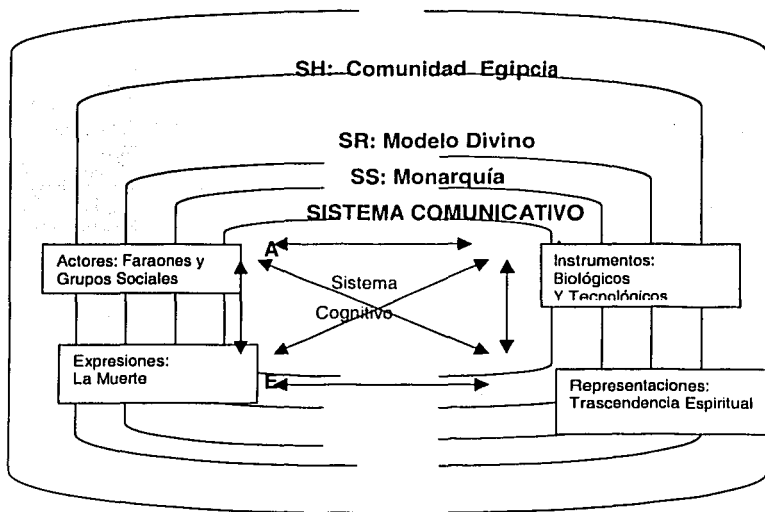 SH: Comunidad Egipcia
SR: Modelo Divino
SS: Monarquía
SISTEMA COMUNICATIVO
Actores: Faraones y
Grupos Sociales
A
Instrumentos:
Biológicos
Y Tecnológicos
Sistema
Cognitivo
Expresiones:
La Muerte
E
Representaciones:
Trascendencia Espiritual